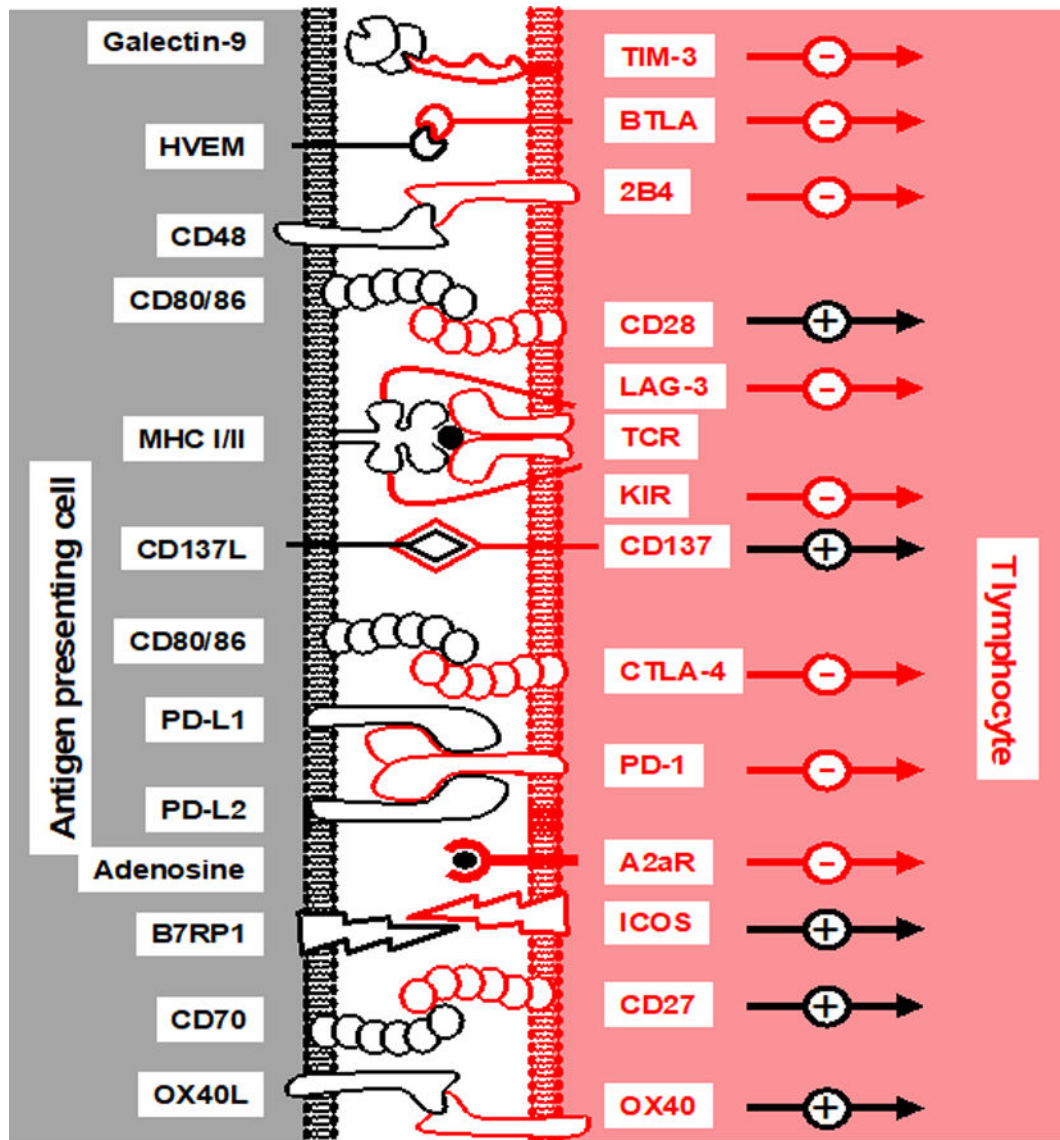 Galectin-9
TIM-3
−
HVEM
BTLA
−
CD48
2B4
−
CD80/86
CD28
+
LAG-3
−
MHC I/II
TCR
KIR
−
CD137L
CD137
+
CD80/86
CTLA-4
−
PD-L1
PD-1
−
PD-L2
Adenosine
A2aR
−
B7RP1
ICOS
+
CD70
CD27
+
OX40L
OX40
+
Antigen presenting cell
T lymphocyte